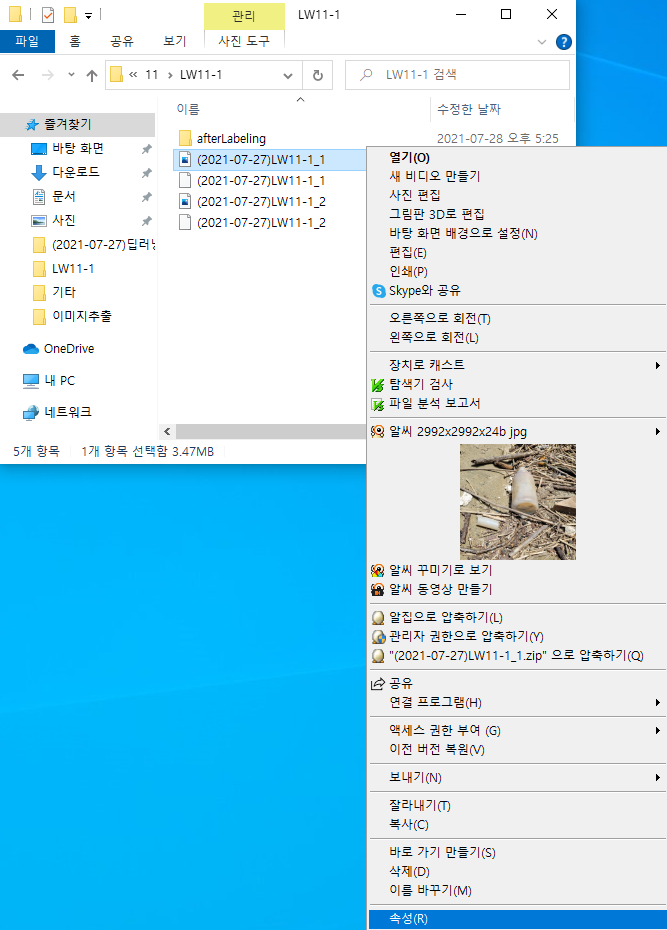 관리
LW11-1
파일
홈
공유
보기
사진 도구
11
LW11-1
LW11-1 검색
이름
수정한 날짜
즐겨찾기
바탕 화면
다운로드
문서
사진
(2021-07-27)딥러닝
LW11-1
기타
이미지추출
OneDrive
내 PC
네트워크
afterLabeling
2021-07-28 오후 5:25
(2021-07-27)LW11-1_1
(2021-07-27)LW11-1_1
(2021-07-27)LW11-1_2
(2021-07-27)LW11-1_2
5개 항목
1개 항목 선택함 3.47MB
열기(O)
새 비디오 만들기
사진 편집
그림판 3D로 편집
바탕 화면 배경으로 설정(N)
편집(E)
인쇄(P)
Skype와 공유
오른쪽으로 회전(T)
왼쪽으로 회전(L)
장치로 캐스트
탐색기 검사
파일 분석 보고서
알씨 2992x2992x24b jpg
알씨 꾸미기로 보기
알씨 동영상 만들기
알집으로 압축하기(L)
관리자 권한으로 압축하기(Y)
"(2021-07-27)LW11-1_1.zip" 으로 압축하기(Q)
공유
연결 프로그램(H)
액세스 권한 부여 (G)
이전 버전 복원(V)
보내기(N)
잘라내기(T)
복사(C)
바로 가기 만들기(S)
삭제(D)
이름 바꾸기(M)
속성(R)